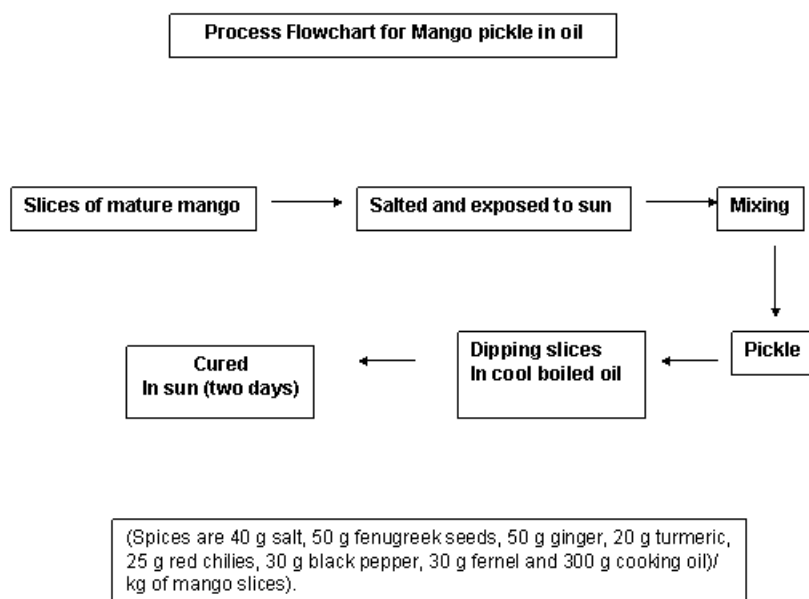 Process Flowchart for Mango pickle in oil
Slices of mature mango
Salted and exposed to sun
Mixing
Pickle
Dipping slices
In cool boiled oil
Cured
In sun (two days)
(Spices are 40 g salt, 50 g fenugreek seeds, 50 g ginger, 20 g turmeric,
25 g red chilies, 30 g black pepper, 30 g fernel and 300 g cooking oil)/
kg of mango slices).